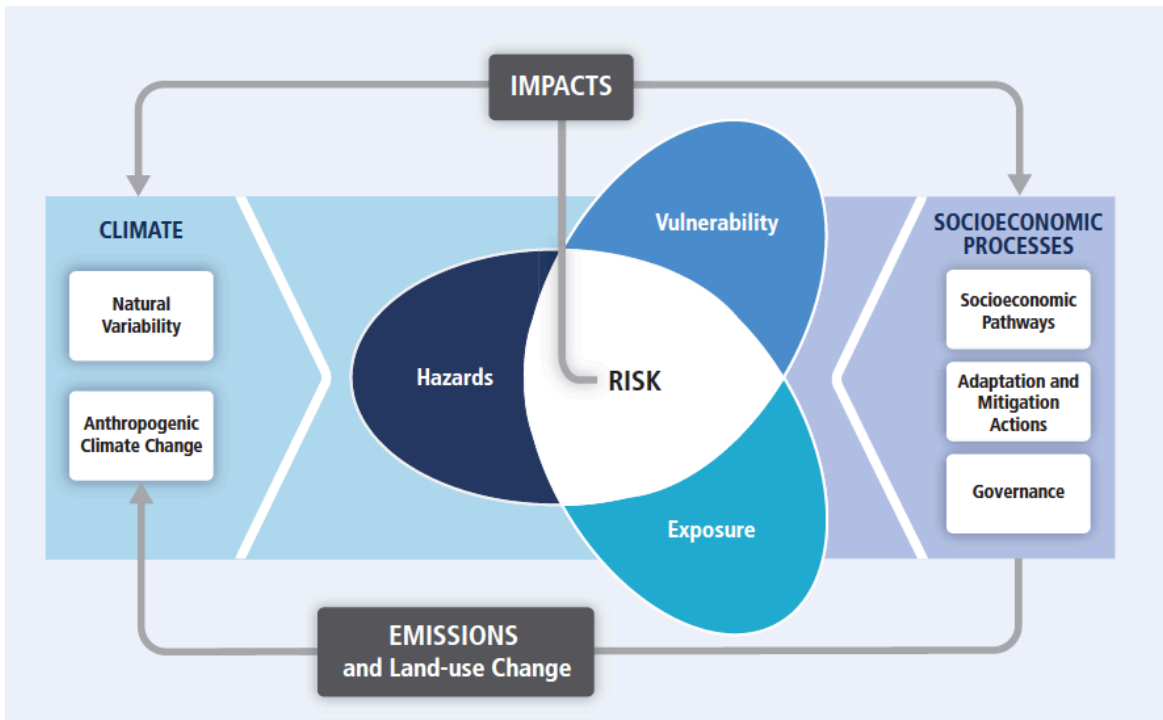 IMPACTS
CLIMATE
Natural
Variability
Anthropogenic
Climate Change
Vulnerability
Hazards
RISK
Exposure
SOCIOECONOMIC
PROCESSES
Socioeconomic
Pathways
Adaptation and
Mitigation
Actions
Governance
EMISSIONS
and Land-use Change